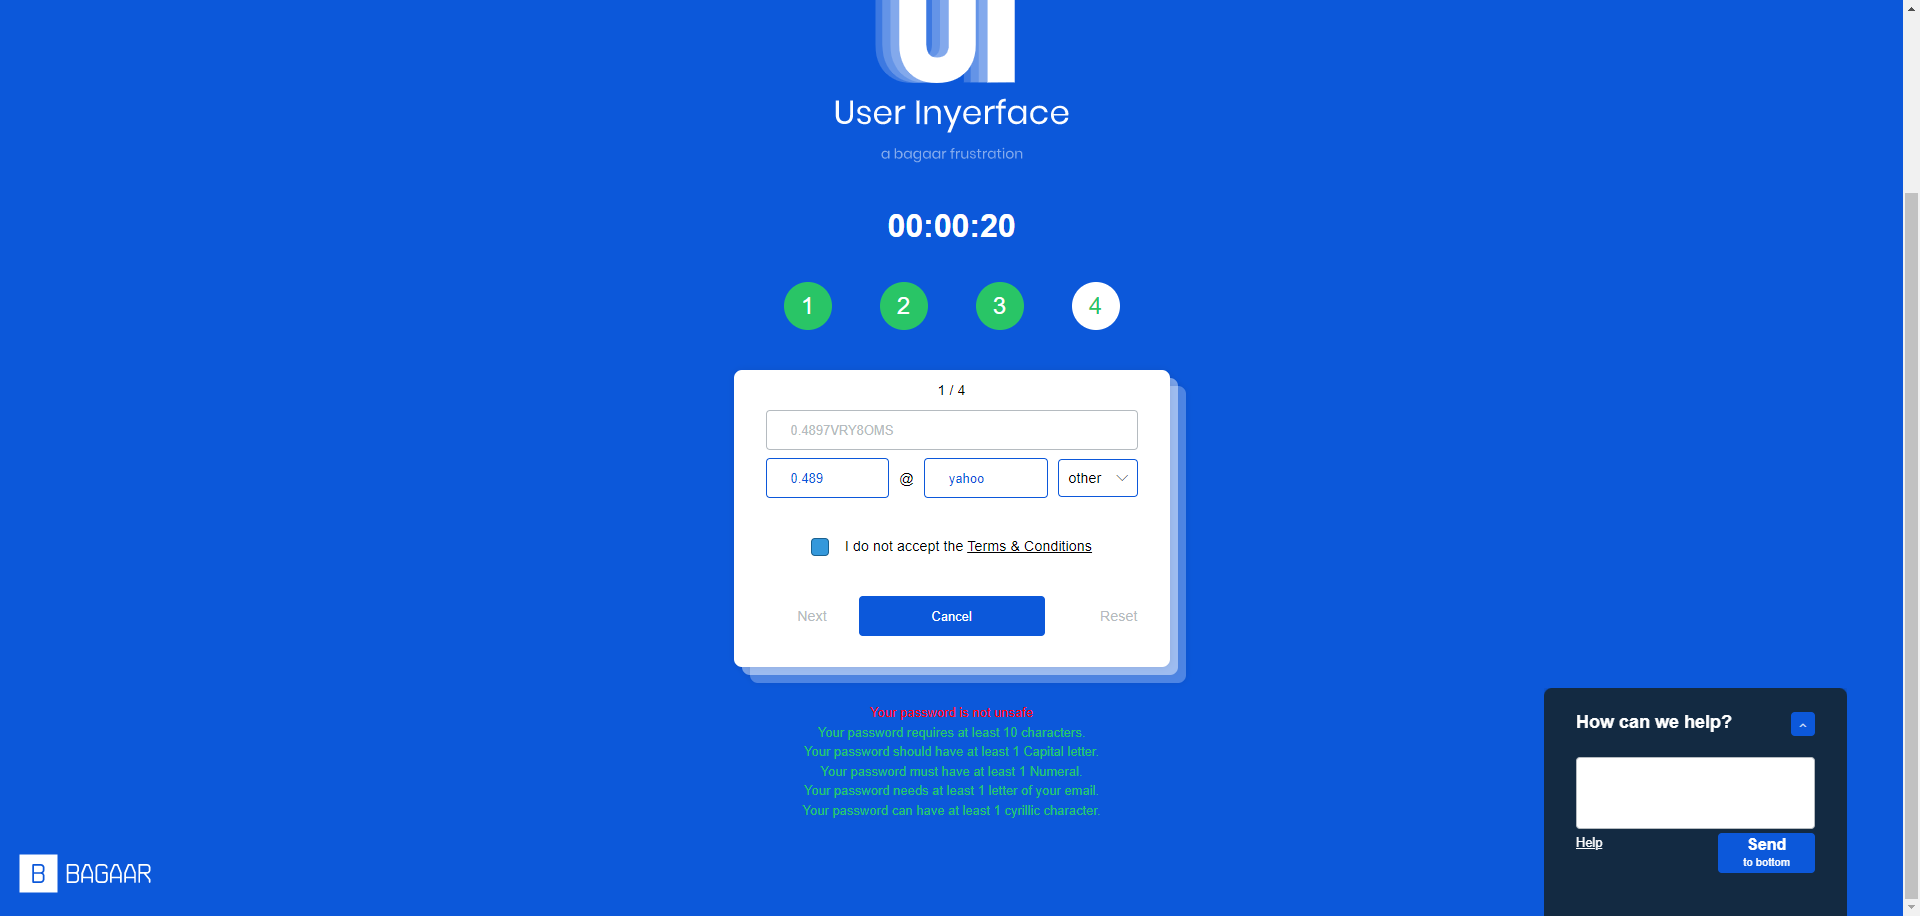 UI
User Inyerface
a bagaar frustration
00:00:20
1 2 3 4
1 / 4
0.4897VRY8OMS
0.489 @ yahoo other
I do not accept the Terms & Conditions
Next Cancel Reset
Your password is not unsafe
Your password requires at least 10 characters.
Your password should have at least 1 Capital letter.
Your password must have at least 1 Numeral.
Your password needs at least 1 letter of your email.
Your password can have at least 1 cyrillic character.
How can we help?
Help
Send
to bottom
B BAGAAR